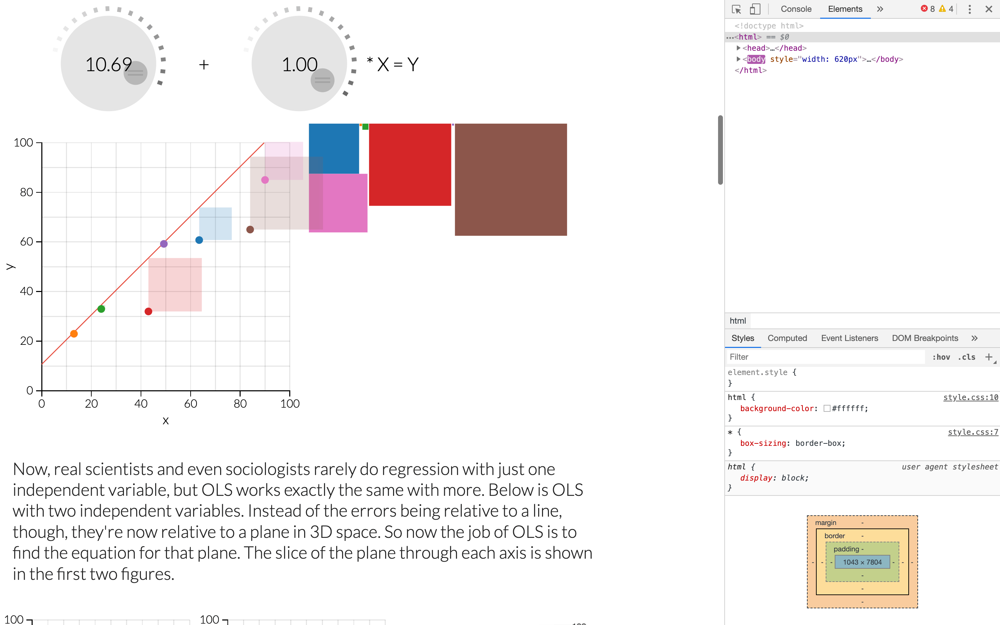 10.69 + 1.00 * X = Y
100
80
60
40
20
0
y
0 20 40 60 80 100
x
Now, real scientists and even sociologists rarely do regression with just one
independent variable, but OLS works exactly the same with more. Below is OLS
with two independent variables. Instead of the errors being relative to a line,
though, they're now relative to a plane in 3D space. So now the job of OLS is to
find the equation for that plane. The slice of the plane through each axis is shown
in the first two figures.
100 100
Console Elements » 8 4
<!doctype html>
…<html> == $0
<head>…</head>
<body style="width: 620px">…</body>
</html>
html
Styles Computed Event Listeners DOM Breakpoints »
Filter :hov .cls +
element.style {
}
html { style.css:10
background-color: #ffffff;
}
* { style.css:7
box-sizing: border-box;
}
html { user agent stylesheet
display: block;
}
margin -
border -
padding -
- - - 1043 × 7804 - - -
-
-
-